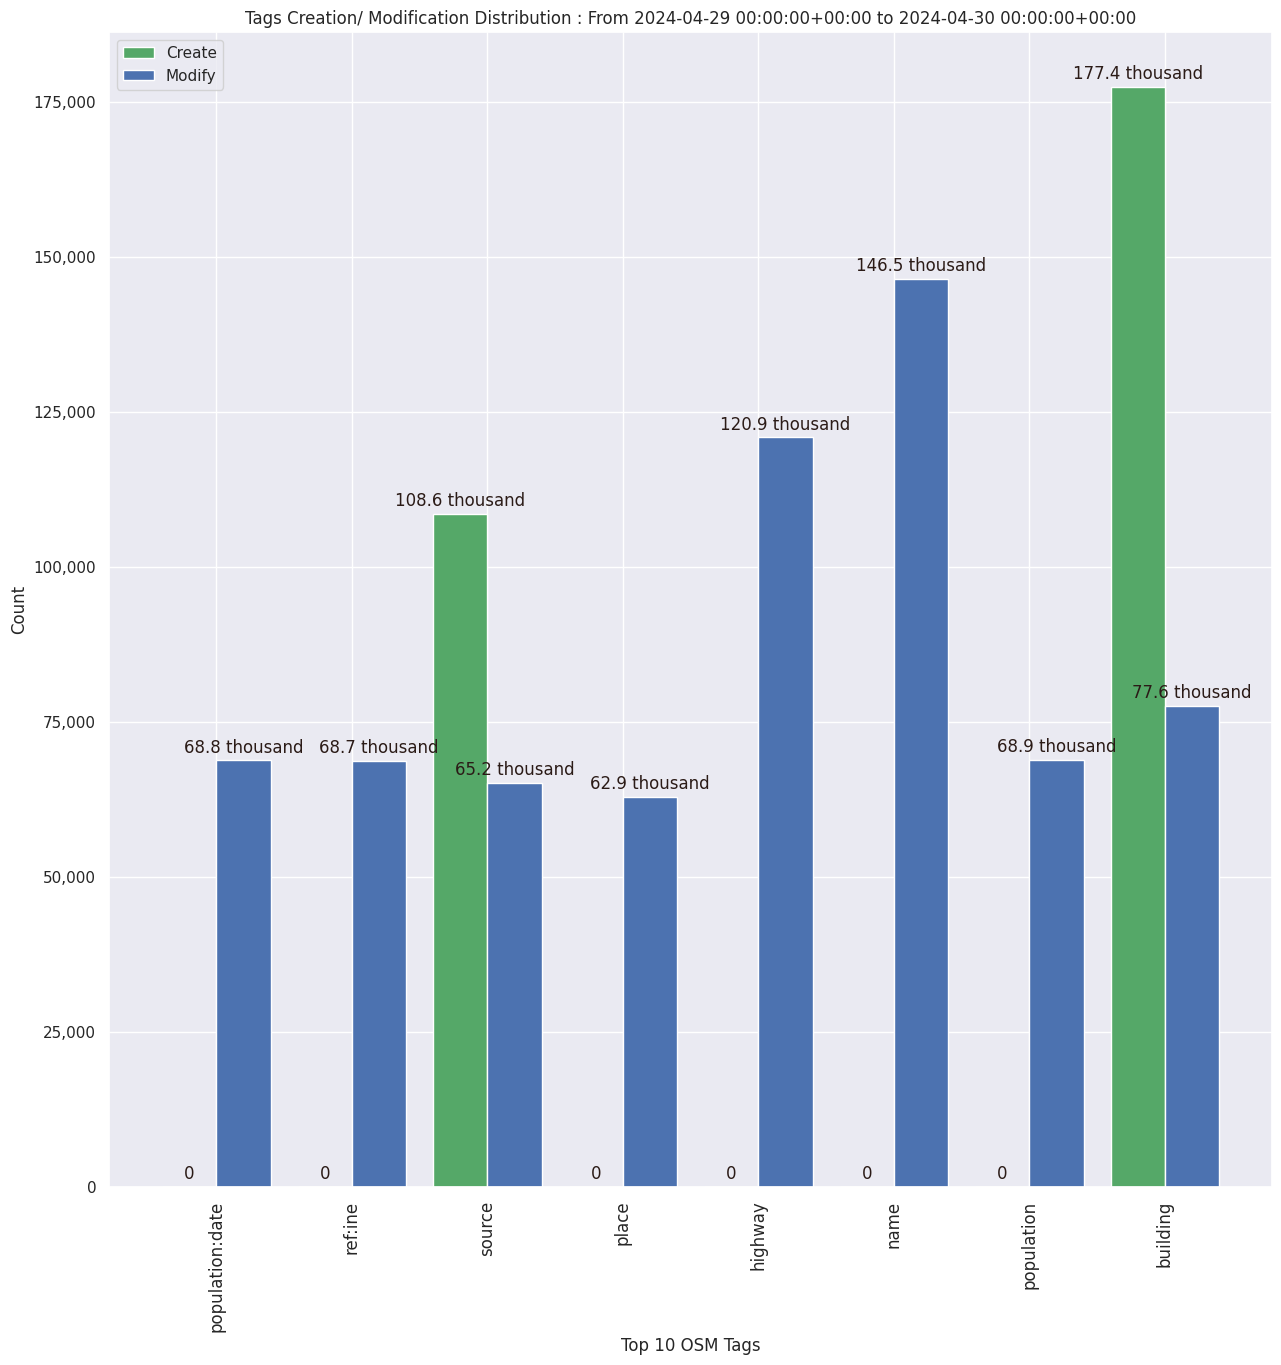 Tags Creation/ Modification Distribution : From 2024-04-29 00:00:00+00:00 to 2024-04-30 00:00:00+00:00
Create
Modify
177.4 thousand
175,000
150,000
146.5 thousand
125,000
120.9 thousand
108.6 thousand
100,000
Count
77.6 thousand
75,000
68.8 thousand
68.7 thousand
65.2 thousand
62.9 thousand
68.9 thousand
50,000
25,000
0
0
0
0
0
0
0
population:date
ref:ine
source
place
highway
name
population
building
Top 10 OSM Tags